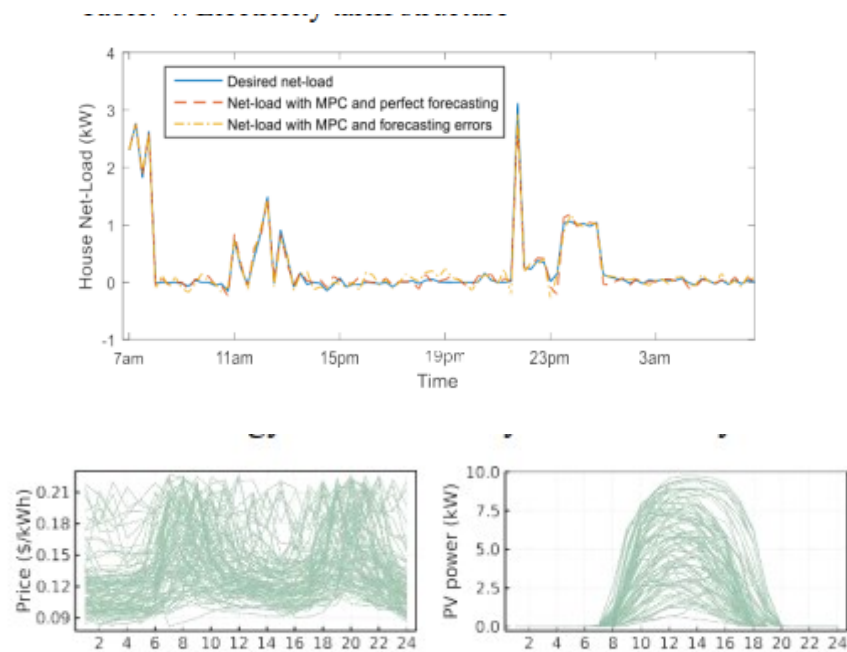 4
Desired net-load
Net-load with MPC and perfect forecasting
Net-load with MPC and forecasting errors
3
2
1
0
-1
House Net-Load (kW)
7am 11am 15pm 19pm 23pm 3am
Time
0.21
0.18
0.15
0.12
0.09
Price ($/kWh)
2 4 6 8 10 12 14 16 18 20 22 24
10.0
7.5
5.0
2.5
0.0
PV power (kW)
2 4 6 8 10 12 14 16 18 20 22 24